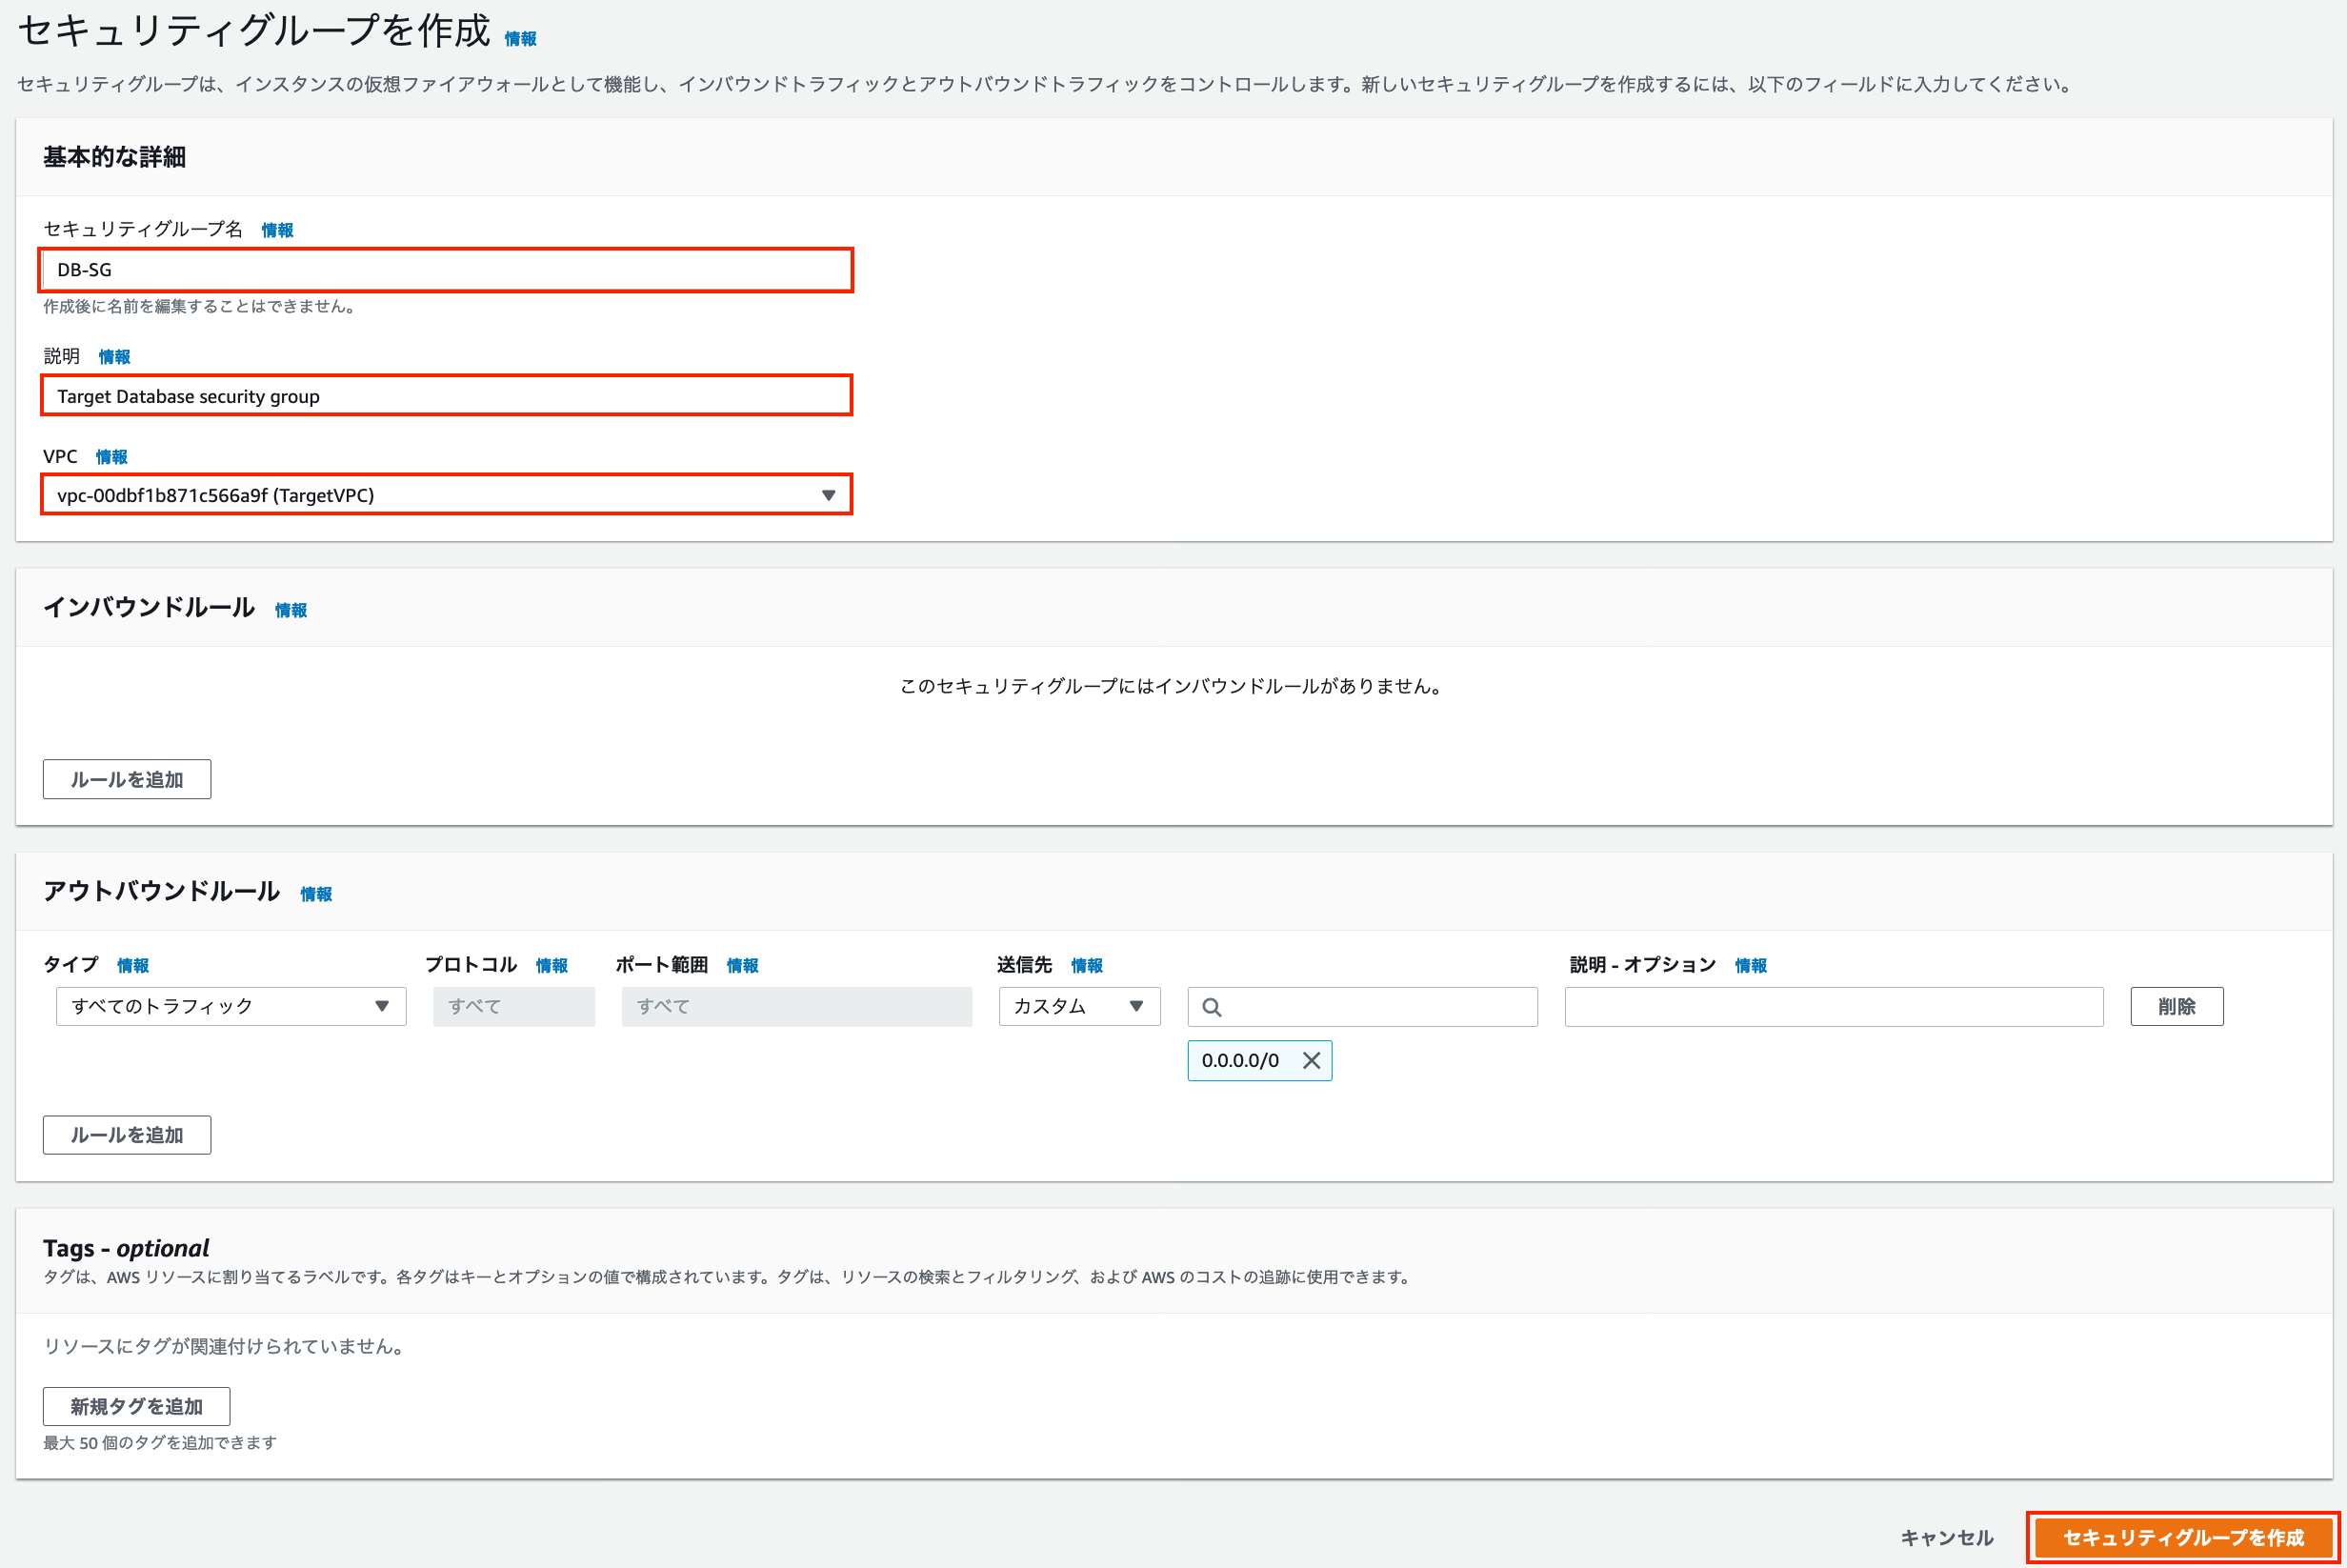 セキュリティグループを作成 情報
セキュリティグループは、インスタンスの仮想ファイアウォールとして機能し、インバウンドトラフィックとアウトバウンドトラフィックをコントロールします。新しいセキュリティグループを作成するには、以下のフィールドに入力してください。
基本的な詳細
セキュリティグループ名 情報
DB-SG
作成後に名前を編集することはできません。
説明 情報
Target Database security group
VPC 情報
vpc-00dbf1b871c566a9f (TargetVPC)
インバウンドルール 情報
このセキュリティグループにはインバウンドルールがありません。
ルールを追加
アウトバウンドルール 情報
タイプ 情報 プロトコル 情報 ポート範囲 情報 送信先 情報 説明 - オプション 情報
すべてのトラフィック すべて すべて カスタム 削除
0.0.0.0/0
ルールを追加
Tags - optional
タグは、AWS リソースに割り当てるラベルです。各タグはキーとオプションの値で構成されています。タグは、リソースの検索とフィルタリング、および AWS のコストの追跡に使用できます。
リソースにタグが関連付けられていません。
新規タグを追加
最大 50 個のタグを追加できます
キャンセル セキュリティグループを作成